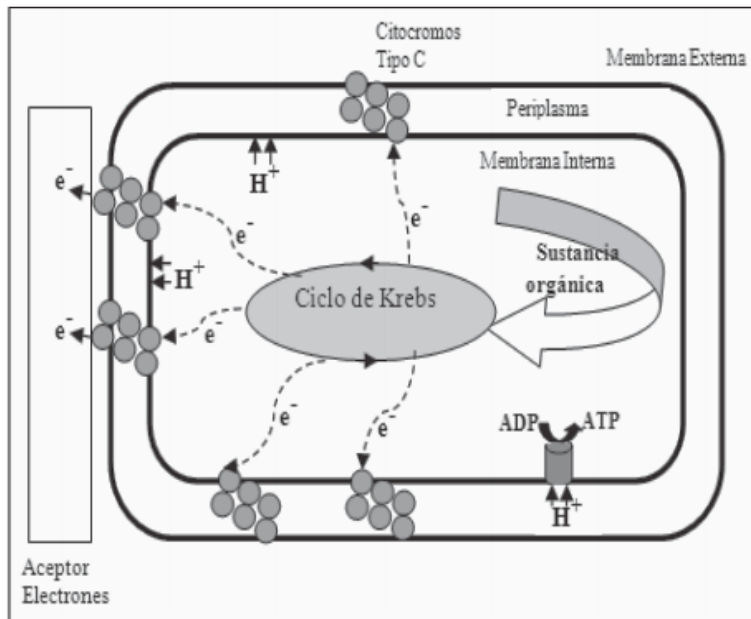 Citocromos
Tipo C
Membrana Externa
Periplasma
Membrana Interna
H+
e-
e-
e-
H+
Sustancia
orgánica
Ciclo de Krebs
e-
e-
e-
e-
ADP
ATP
H+
Aceptor
Electrones